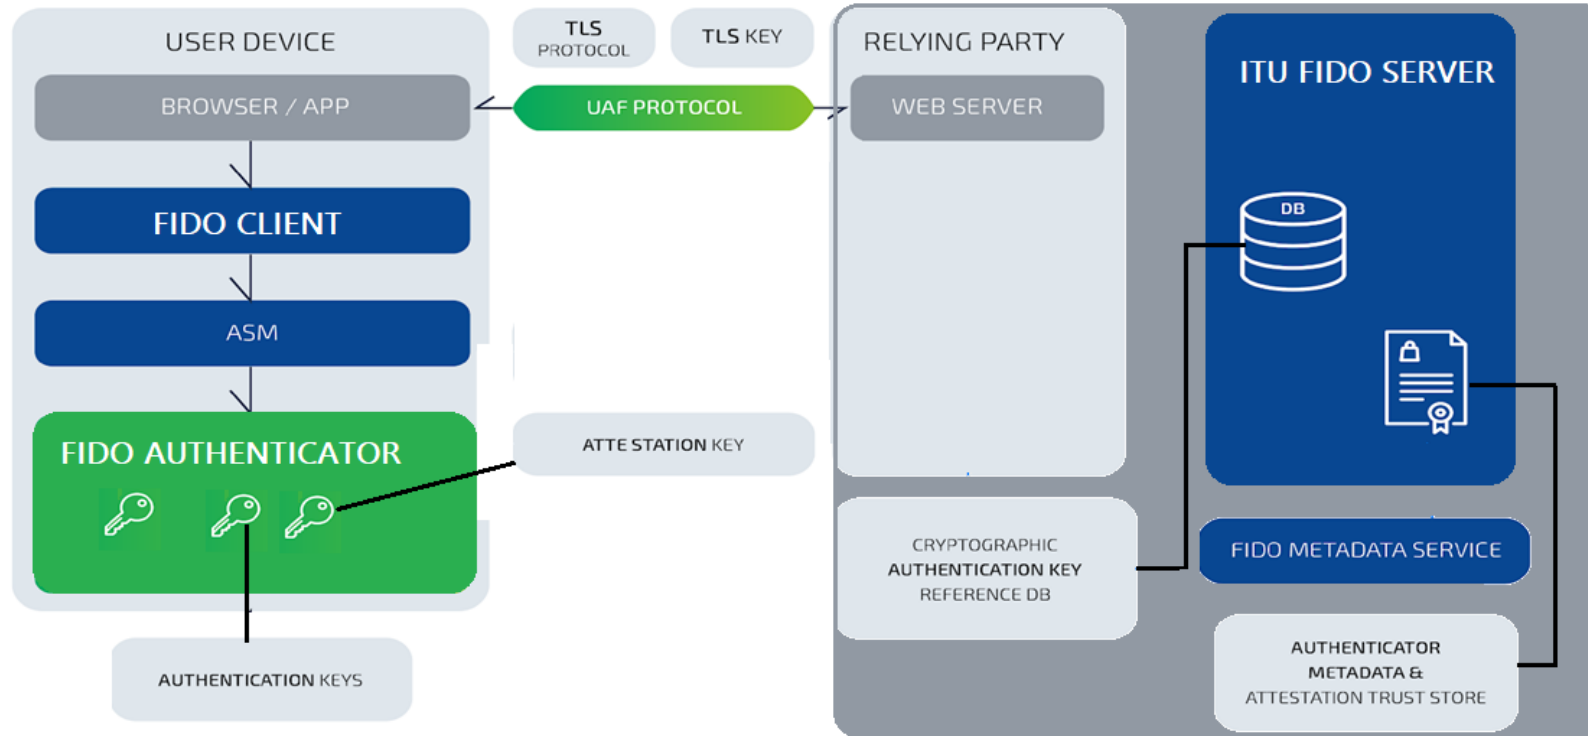 USER DEVICE
BROWSER / APP
FIDO CLIENT
ASM
FIDO AUTHENTICATOR
AUTHENTICATION KEYS
TLS
PROTOCOL
TLS KEY
UAF PROTOCOL
ATTE STATION KEY
RELYING PARTY
WEB SERVER
CRYPTOGRAPHIC
AUTHENTICATION KEY
REFERENCE DB
ITU FIDO SERVER
DB
FIDO METADATA SERVICE
AUTHENTICATOR
METADATA &
ATTESTATION TRUST STORE